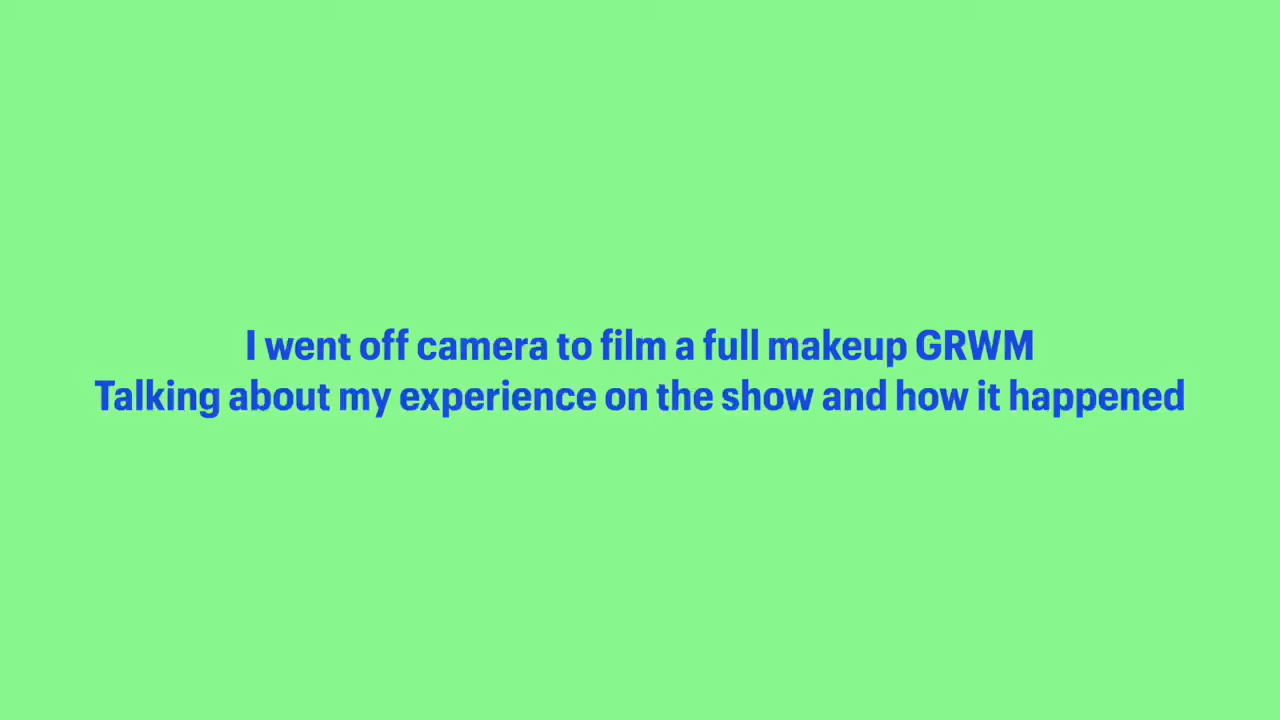 I went off camera to film a full makeup GRWM
Talking about my experience on the show and how it happened